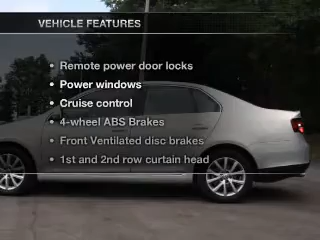 VEHICLE FEATURES
• Remote power door locks
• Power windows
• Cruise control
• 4-wheel ABS Brakes
• Front Ventilated disc brakes
• 1st and 2nd row curtain head